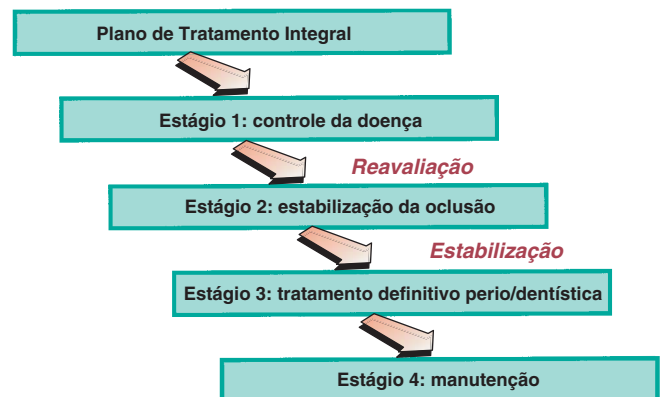 Plano de Tratamento Integral
Estágio 1: controle da doença
Reavaliação
Estágio 2: estabilização da oclusão
Estabilização
Estágio 3: tratamento definitivo perio/dentística
Estágio 4: manutenção